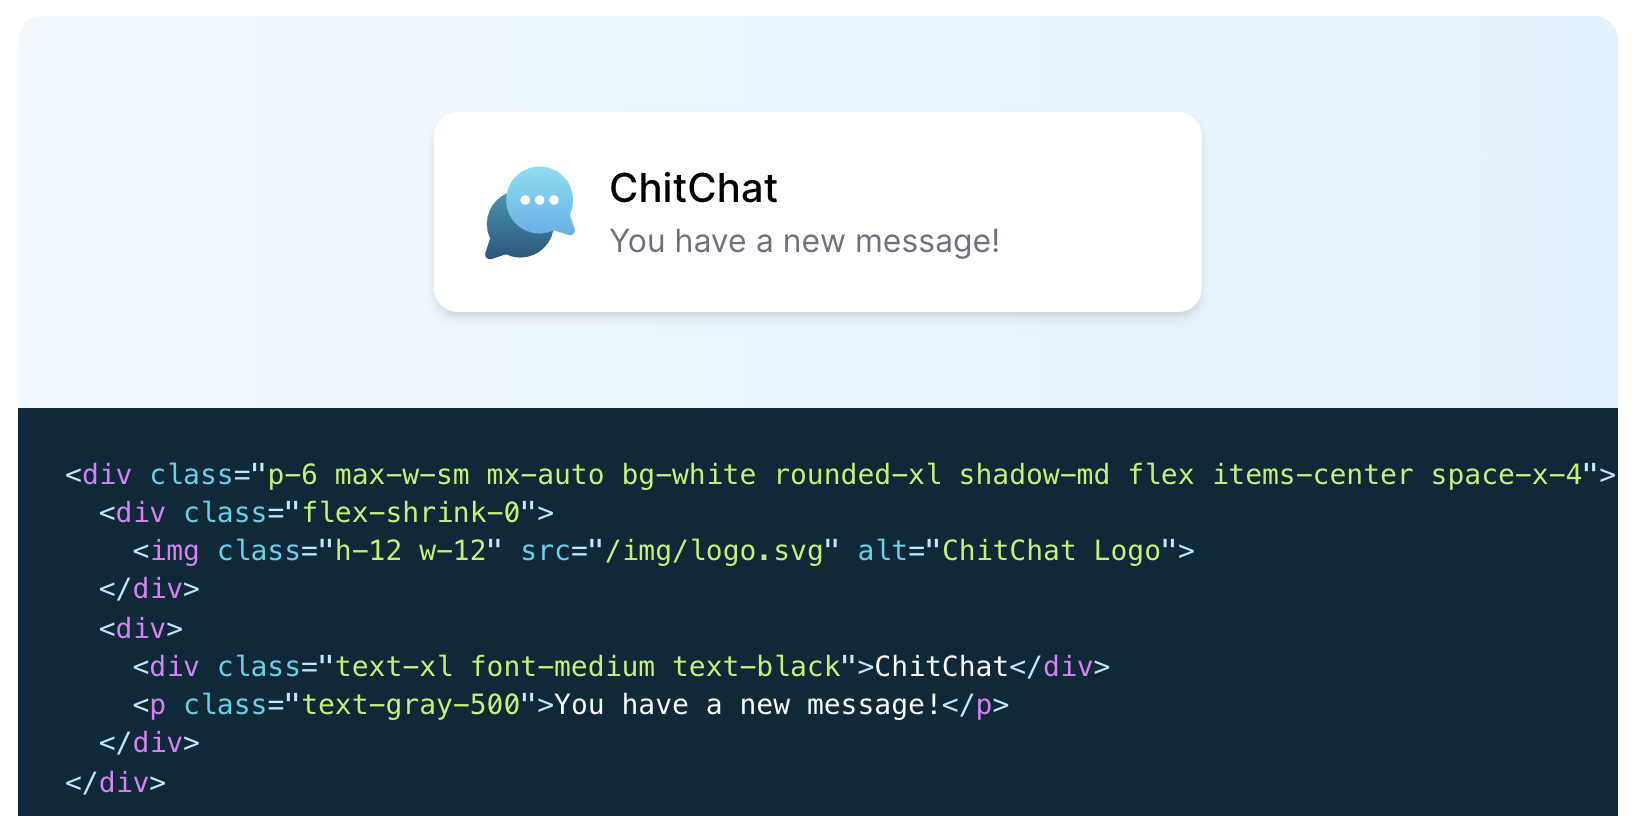 ChitChat
You have a new message!
<div class="p-6 max-w-sm mx-auto bg-white rounded-xl shadow-md flex items-center space-x-4">
  <div class="flex-shrink-0">
    <img class="h-12 w-12" src="/img/logo.svg" alt="ChitChat Logo">
  </div>
  <div>
    <div class="text-xl font-medium text-black">ChitChat</div>
    <p class="text-gray-500">You have a new message!</p>
  </div>
</div>